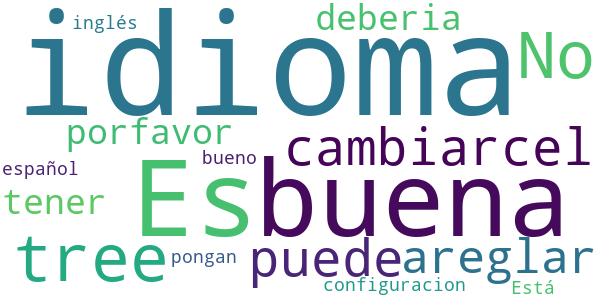 inglés
deberia
idioma
No
porfavor
cambiarcel
español
bueno
Es
buena
tener
tree
pongan
puede
areglar
configuracion
Está